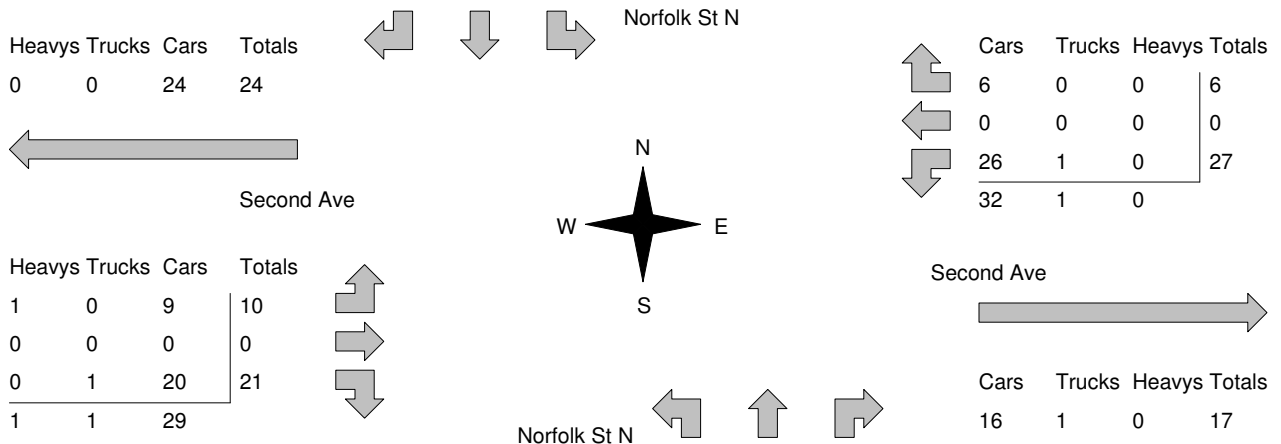 Norfolk St N
Heavys Trucks Cars Totals
0 0 24 24
Cars Trucks Heavys Totals
6 0 0 6
0 0 0 0
26 1 0 27
32 1 0
Second Ave
N
W E
S
Heavys Trucks Cars Totals
1 0 9 10
0 0 0 0
0 1 20 21
1 1 29
Second Ave
Cars Trucks Heavys Totals
16 1 0 17
Norfolk St N